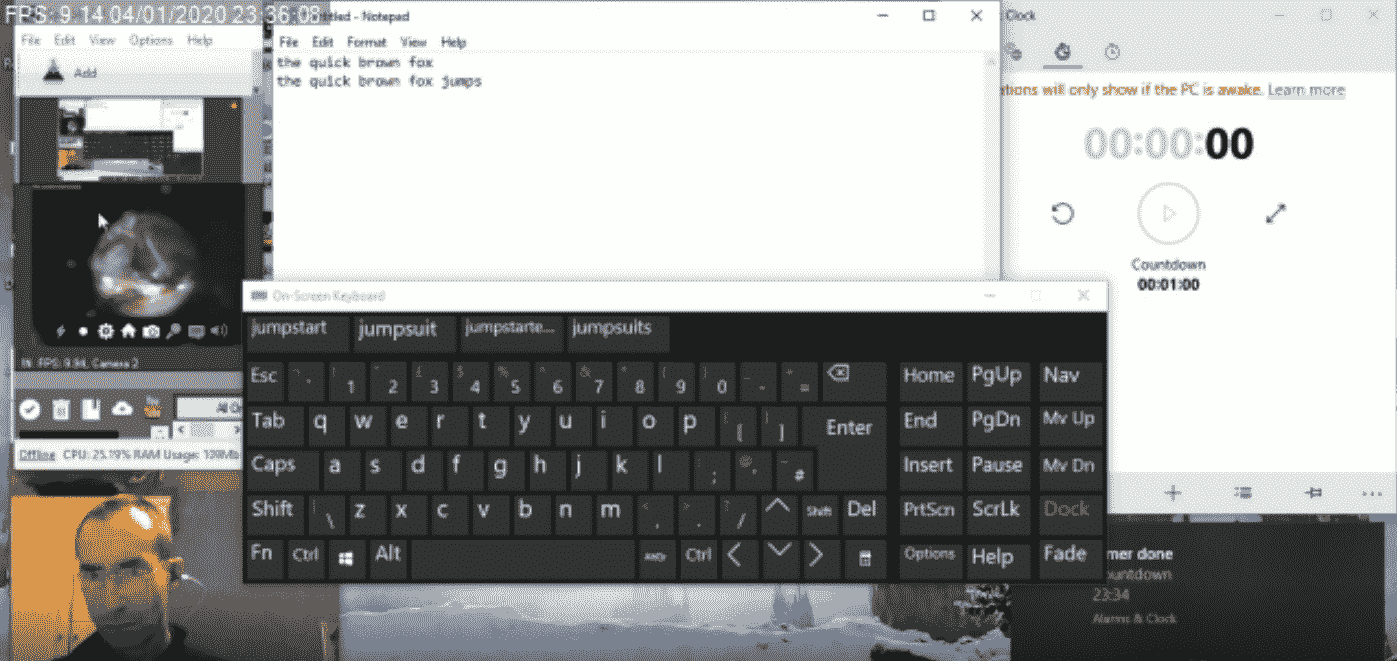 FPS: 9.14 04/01/2020 23:36:08
- Notepad
File Edit View Options Help
Add
File Edit Format View Help
the quick brown fox
the quick brown fox jumps
Clock
tions will only show if the PC is awake. Learn more
00:00:00
Countdown
00:01:00
On-Screen Keyboard
jumpstart jumpsuit jumpstarte... jumpsuits
Esc 1 2 3 4 5 6 7 8 9 0 - = Home PgUp Nav
Tab q w e r t y u i o p [ ] Enter End PgDn Mv Up
Caps a s d f g h j k l ; ' # Insert Pause Mv Dn
Shift \ z x c v b n m , . / Shift Del PrtScn ScrLk Dock
Fn Ctrl Alt Ctrl Options Help Fade
FPS: 9.94, Camera 2
Offline CPU: 25.19% RAM Usage: 139Mb
mer done
ountdown
23:34
Alarms & Clock